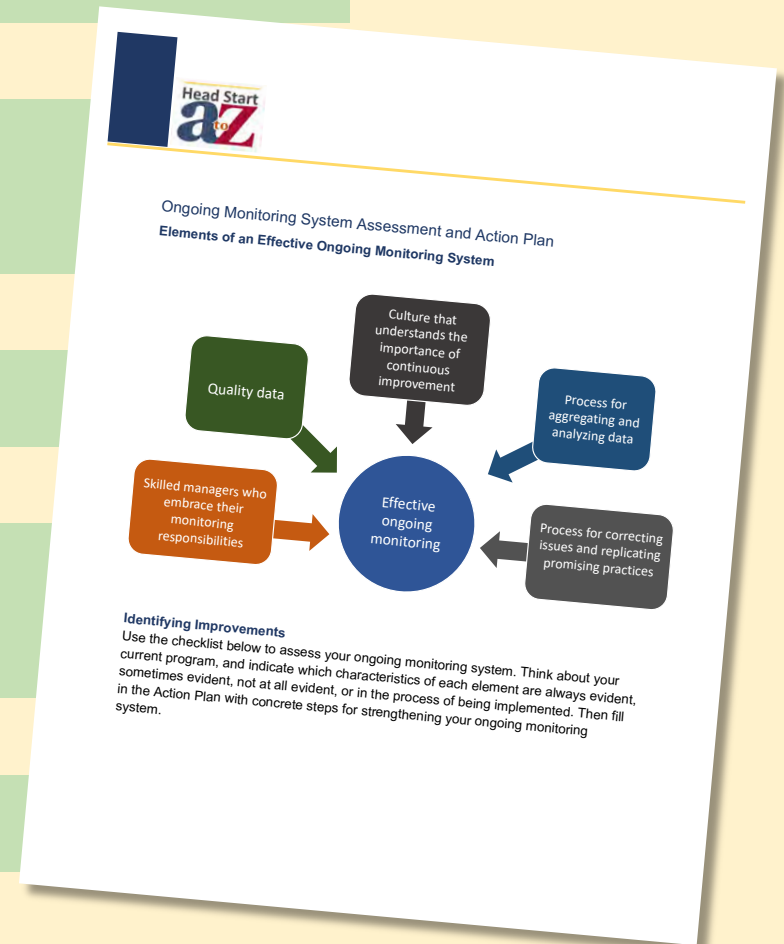 Head Start
a to Z
Ongoing Monitoring System Assessment and Action Plan
Elements of an Effective Ongoing Monitoring System
Culture that
understands the
importance of
continuous
improvement
Quality data
Process for
aggregating and
analyzing data
Skilled managers who
embrace their
monitoring
responsibilities
Effective
ongoing
monitoring
Process for correcting
issues and replicating
promising practices
Identifying Improvements
Use the checklist below to assess your ongoing monitoring system. Think about your
current program, and indicate which characteristics of each element are always evident,
sometimes evident, not at all evident, or in the process of being implemented. Then fill
in the Action Plan with concrete steps for strengthening your ongoing monitoring
system.